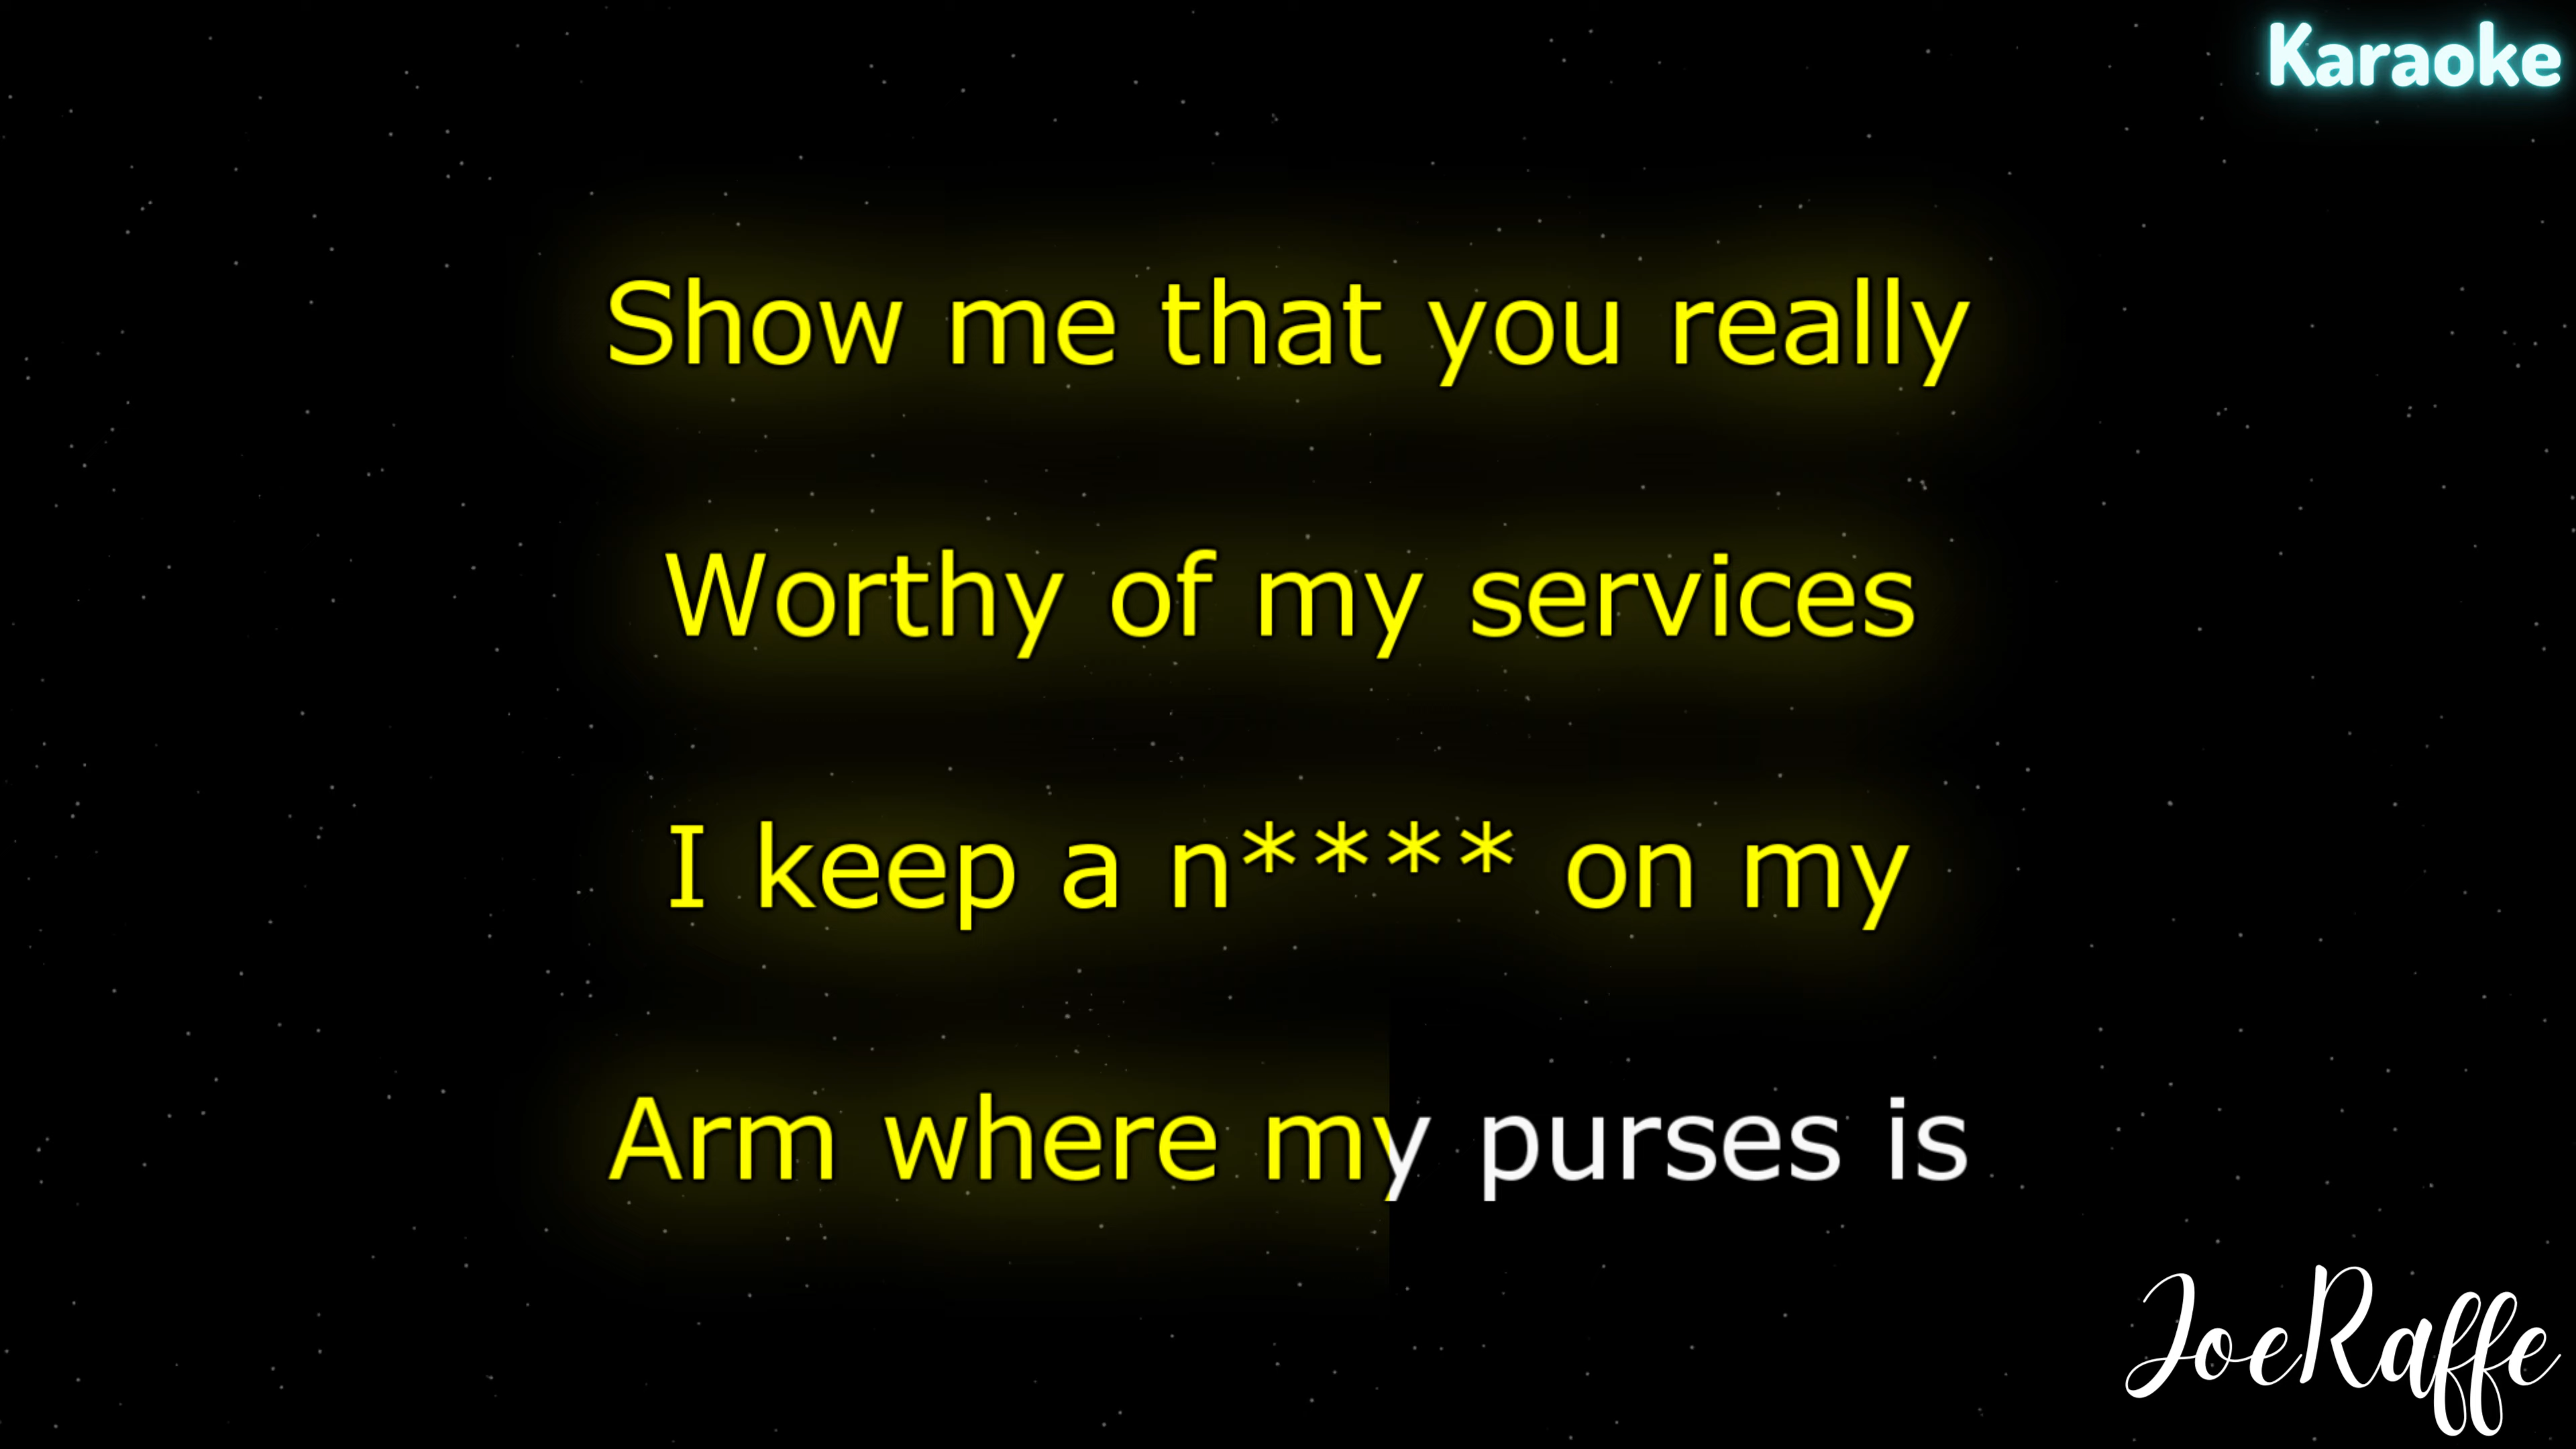 Karaoke
Show me that you really
Worthy of my services
I keep a n**** on my
Arm where my purses is
JoeRaffe